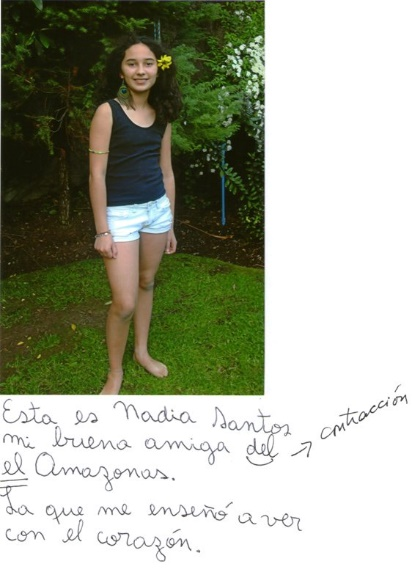 Esta es Nadia Santos
mi buena amiga del → contracción
el Amazonas.
La que me enseñó a ver
con el corazón.